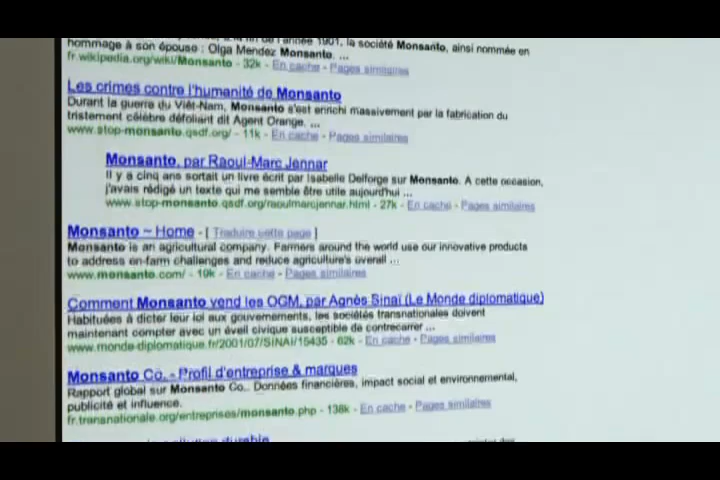 hommage à son épouse : Olga Mendez Monsanto. ...
fin de l'année 1901, la société Monsanto, ainsi nommée en
fr.wikipedia.org/wiki/Monsanto - 32k - En cache - Pages similaires
Les crimes contre l'humanité de Monsanto
Durant la guerre du Viêt-Nam, Monsanto s'est enrichi massivement par la fabrication du
tristement célèbre défoliant dit Agent Orange. ...
www.stop-monsanto.qsdf.org/ - 11k - En cache - Pages similaires
Monsanto, par Raoul-Marc Jennar
Il y a cinq ans sortait un livre écrit par Isabelle Delforge sur Monsanto. A cette occasion,
j'avais rédigé un texte qui me semble être utile aujourd'hui ...
www.stop-monsanto.qsdf.org/raoulmarcjennar.html - 27k - En cache - Pages similaires
Monsanto ~ Home - [ Traduire cette page ]
Monsanto is an agricultural company. Farmers around the world use our innovative products
to address on-farm challenges and reduce agriculture's overall ...
www.monsanto.com/ - 19k - En cache - Pages similaires
Comment Monsanto vend les OGM, par Agnès Sinaï (Le Monde diplomatique)
Habituées à dicter leur loi aux gouvernements, les sociétés transnationales doivent
maintenant compter avec un éveil civique susceptible de contrecarrer ...
www.monde-diplomatique.fr/2001/07/SINAI/15435 - 62k - En cache - Pages similaires
Monsanto Co. - Profil d'entreprise & marques
Rapport global sur Monsanto Co.. Données financières, impact social et environnemental,
publicité et influence.
fr.transnationale.org/entreprises/monsanto.php - 138k - En cache - Pages similaires